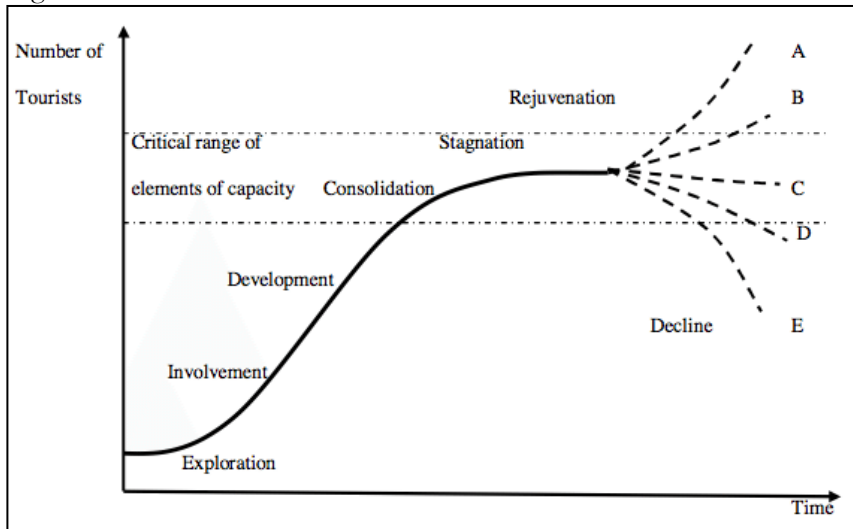 Number of
Tourists
A
Rejuvenation
B
Critical range of
Stagnation
elements of capacity
Consolidation
C
D
Development
Decline
E
Involvement
Exploration
Time